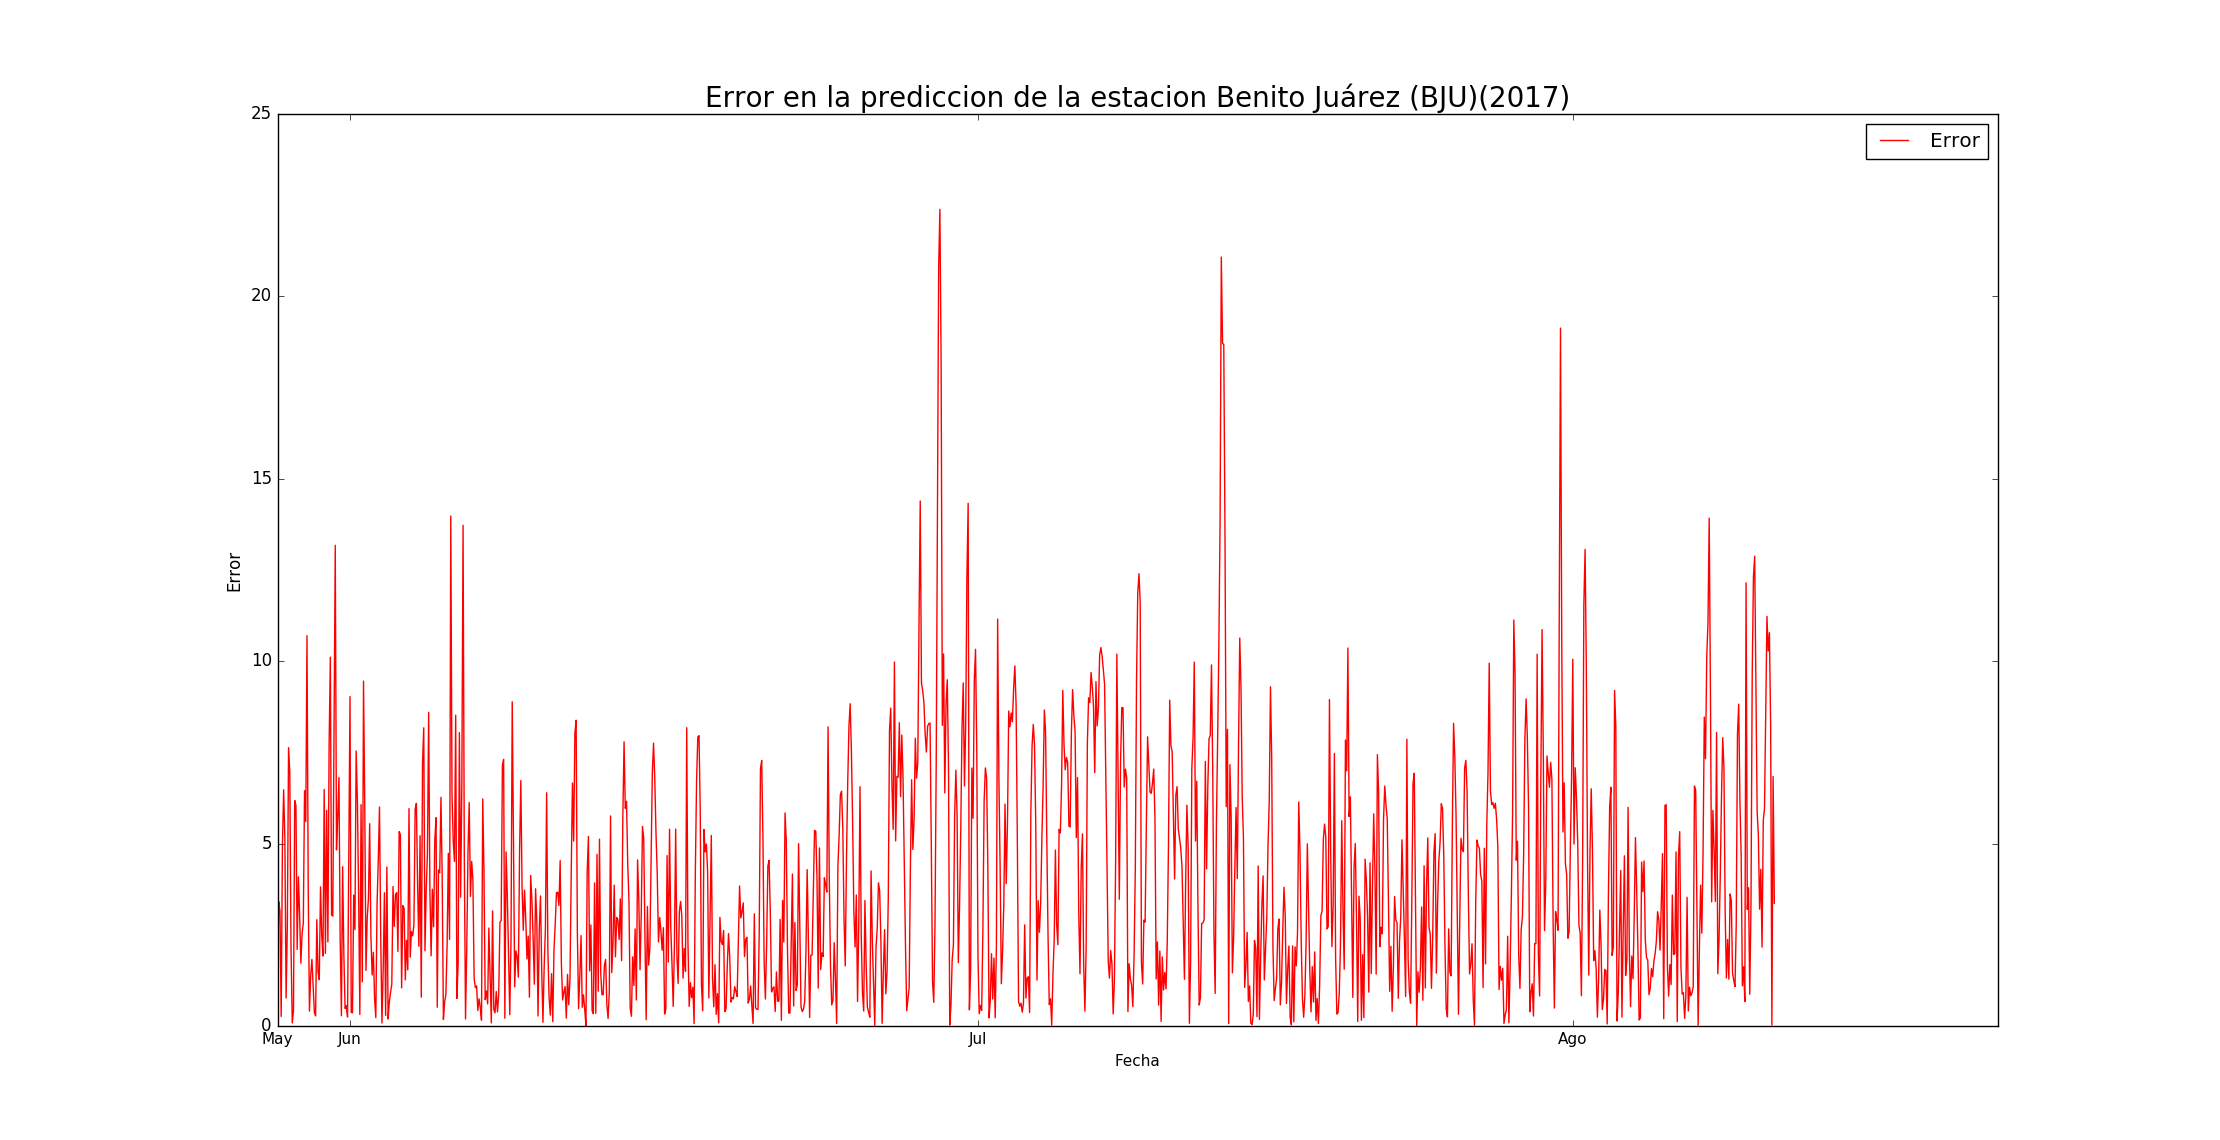 Error en la prediccion de la estacion Benito Juárez (BJU)(2017)
25
Error
20
15
10
Error
5
0
May Jun Jul Ago
Fecha